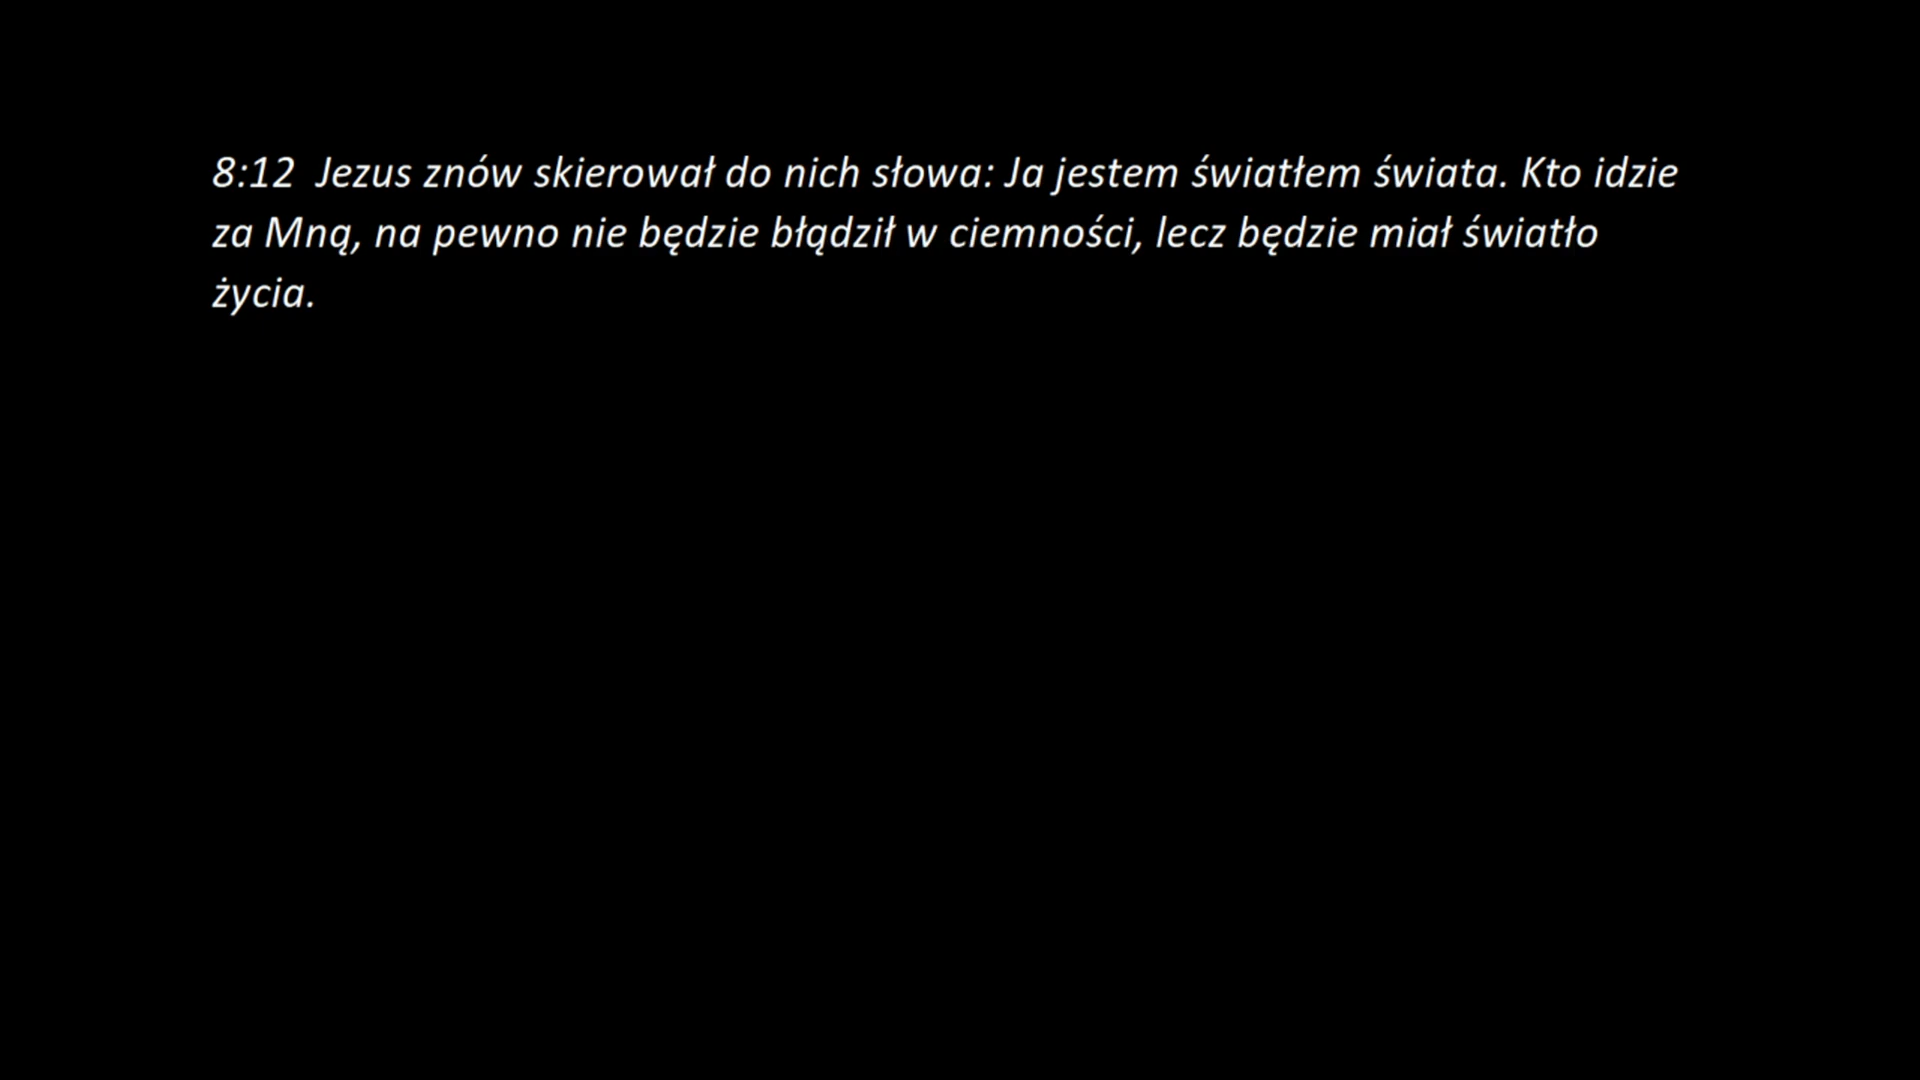 8:12  Jezus znów skierował do nich słowa: Ja jestem światłem świata. Kto idzie
za Mną, na pewno nie będzie błądził w ciemności, lecz będzie miał światło
życia.